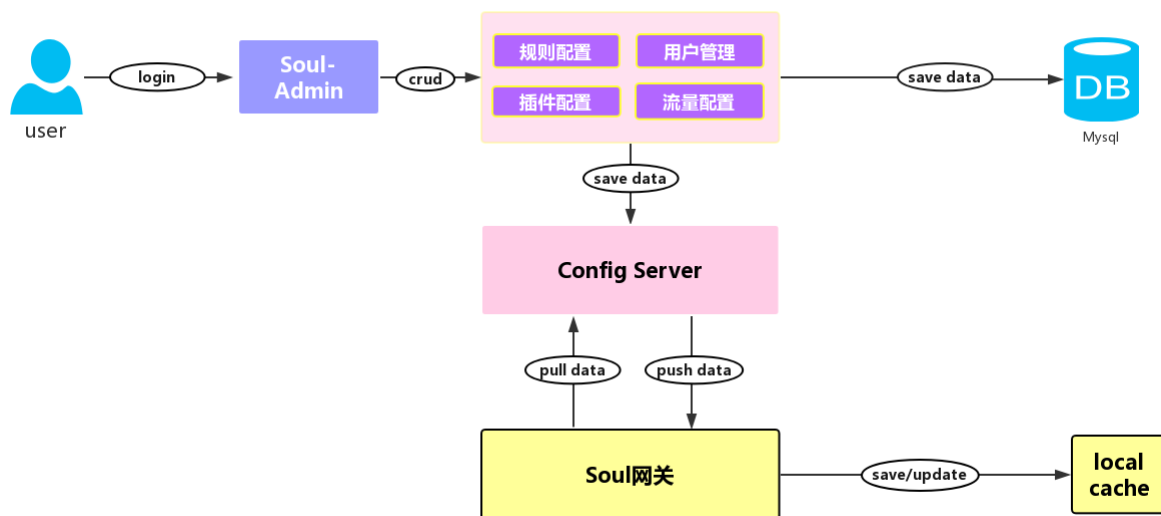 user
login
Soul-
Admin
crud
规则配置
用户管理
插件配置
流量配置
save data
DB
Mysql
save data
Config Server
pull data
push data
Soul网关
save/update
local
cache